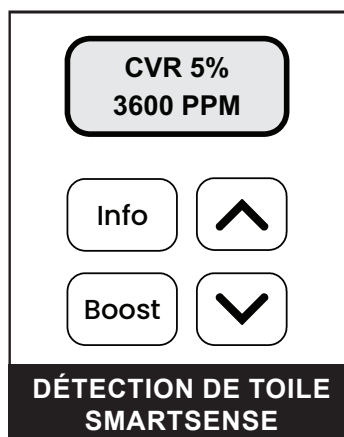 CVR 5%
3600 PPM
Info
Boost
DÉTECTION DE TOILE
SMARTSENSE